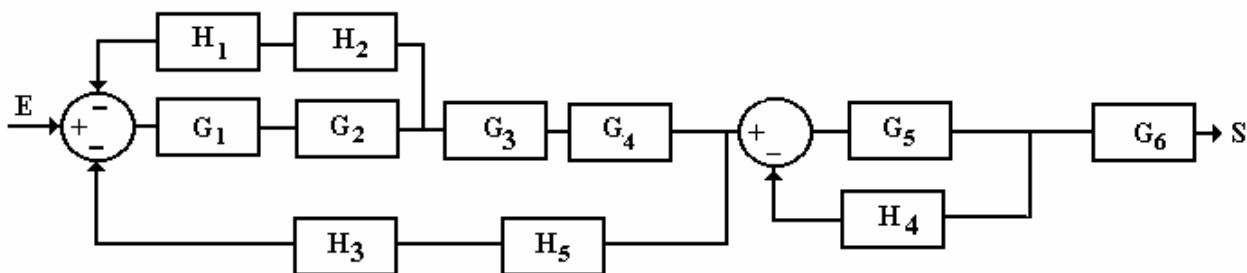 H1 H2
E + − − G1 G2 G3 G4 + − G5 G6 S
H4
H3 H5